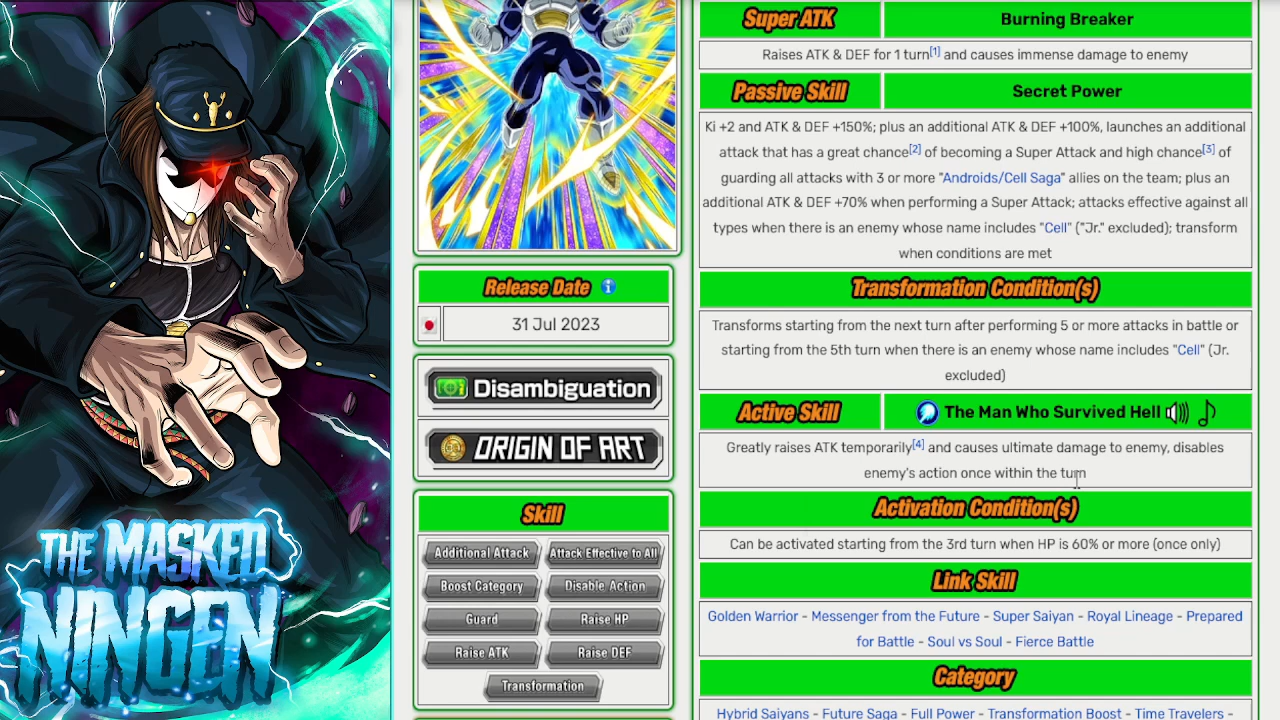 THE MASKED
NINGEN
Release Date
31 Jul 2023
Disambiguation
ORIGIN OF ART
Skill
Additional Attack
Attack Effective to All
Boost Category
Disable Action
Guard
Raise HP
Raise ATK
Raise DEF
Transformation
Super ATK
Burning Breaker
Raises ATK & DEF for 1 turn[1] and causes immense damage to enemy
Passive Skill
Secret Power
Ki +2 and ATK & DEF +150%; plus an additional ATK & DEF +100%, launches an additional
attack that has a great chance[2] of becoming a Super Attack and high chance[3] of
guarding all attacks with 3 or more "Androids/Cell Saga" allies on the team; plus an
additional ATK & DEF +70% when performing a Super Attack; attacks effective against all
types when there is an enemy whose name includes "Cell" ("Jr." excluded); transform
when conditions are met
Transformation Condition(s)
Transforms starting from the next turn after performing 5 or more attacks in battle or
starting from the 5th turn when there is an enemy whose name includes "Cell" (Jr.
excluded)
Active Skill
The Man Who Survived Hell
Greatly raises ATK temporarily[4] and causes ultimate damage to enemy, disables
enemy's action once within the turn
Activation Condition(s)
Can be activated starting from the 3rd turn when HP is 60% or more (once only)
Link Skill
Golden Warrior - Messenger from the Future - Super Saiyan - Royal Lineage - Prepared
for Battle - Soul vs Soul - Fierce Battle
Category
Hybrid Saiyans - Future Saga - Full Power - Transformation Boost - Time Travelers -